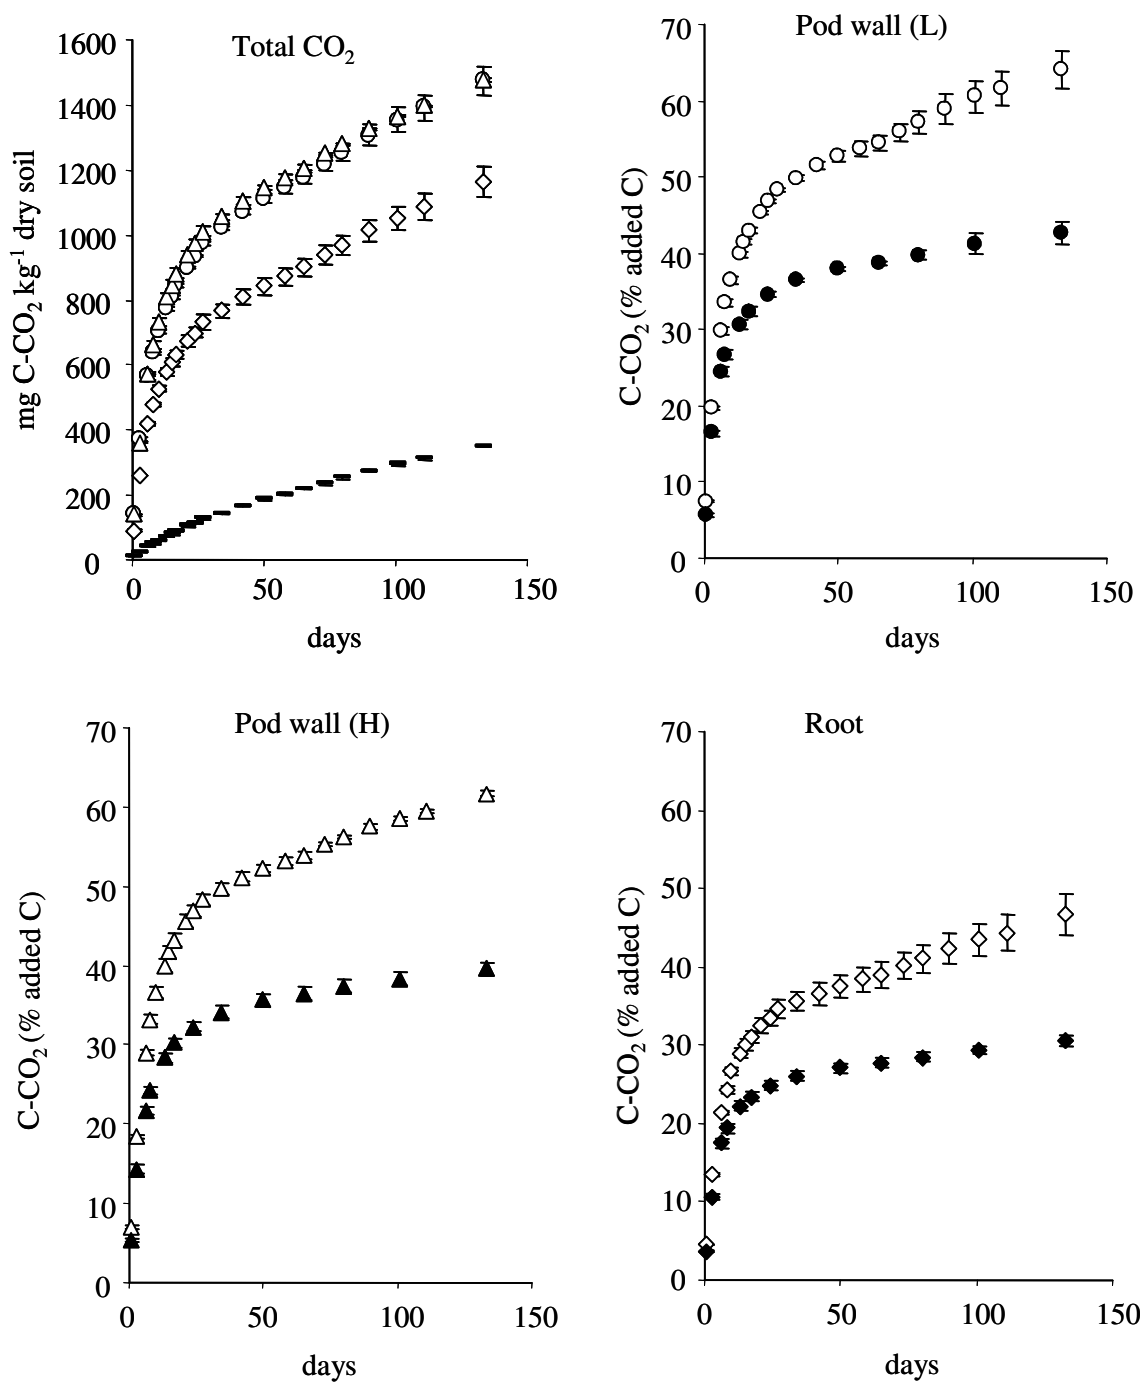 Total CO2
1600
1400
1200
1000
800
600
400
200
0
mg C-CO2 kg-1 dry soil
0 50 100 150
days
Pod wall (L)
70
60
50
40
30
20
10
0
C-CO2 (% added C)
0 50 100 150
days
Pod wall (H)
70
60
50
40
30
20
10
0
C-CO2 (% added C)
0 50 100 150
days
Root
70
60
50
40
30
20
10
0
C-CO2 (% added C)
0 50 100 150
days